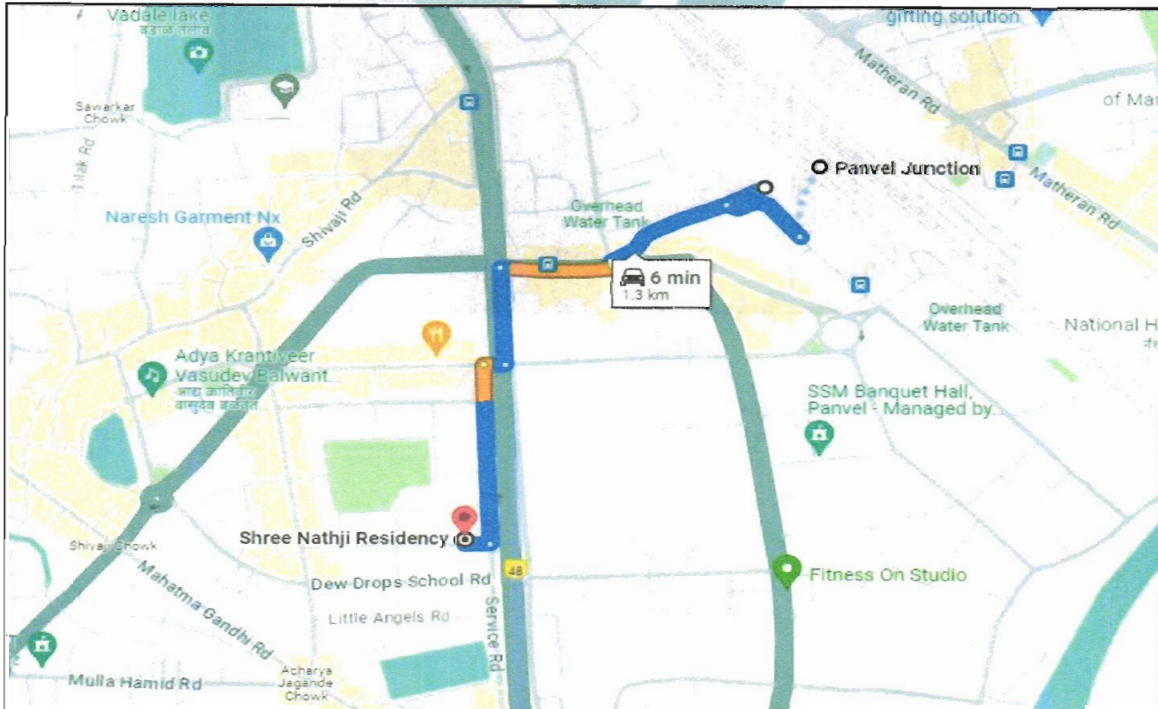 Vadale lake
वडाळे तलाव
gifting solution
Matheran Rd
of Mar
Sawarkar
Chowk
Tilak Rd
Panvel Junction
Matheran Rd
Naresh Garment Nx
Shivaji Rd
Overhead
Water Tank
6 min
1.3 km
Overhead
Water Tank
National H
Adya Krantiveer
Vasudev Balwant...
आद्य क्रांतिवीर
वासुदेव बळवंत...
SSM Banquet Hall,
Panvel - Managed by...
Shree Nathji Residency
Shivaji Chowk
48
Dew Drops School Rd
Fitness On Studio
Mahatma Gandhi Rd
Little Angels Rd
Service Rd
Mulla Hamid Rd
Acharya
Jagande
Chowk